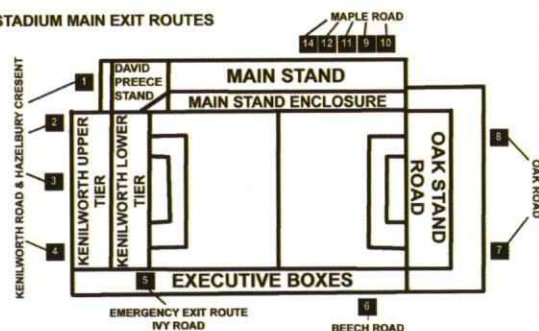 STADIUM MAIN EXIT ROUTES
MAPLE ROAD
14 12 11 9 10
1
DAVID
PREECE
STAND
MAIN STAND
MAIN STAND ENCLOSURE
KENILWORTH ROAD & HAZELBURY CRESENT
2
3
4
KENILWORTH UPPER
TIER
KENILWORTH LOWER
TIER
OAK STAND
ROAD
8
OAK ROAD
7
5
EXECUTIVE BOXES
EMERGENCY EXIT ROUTE
IVY ROAD
6
BEECH ROAD